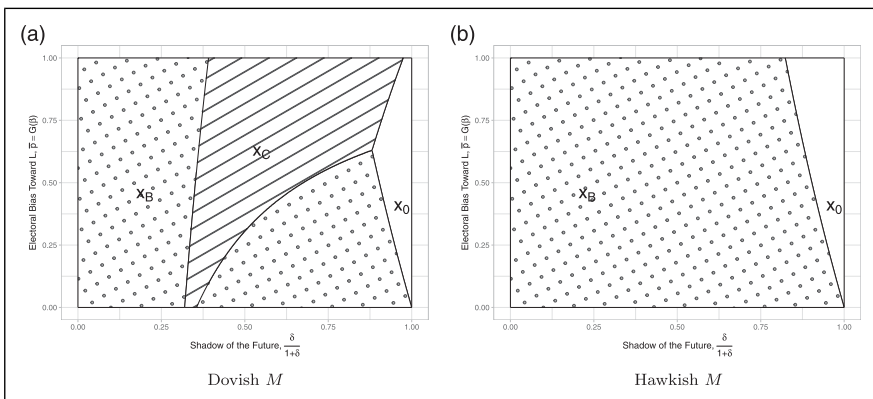 (a)
1.00
0.75
0.50
0.25
0.00
Electoral Bias Toward L, p̅ = G(β)
x_B
x_C
x_0
0.00 0.25 0.50 0.75 1.00
Shadow of the Future, δ/1+δ
Dovish M
(b)
1.00
0.75
0.50
0.25
0.00
Electoral Bias Toward L, p̅ = G(β)
x_B
x_0
0.00 0.25 0.50 0.75 1.00
Shadow of the Future, δ/1+δ
Hawkish M